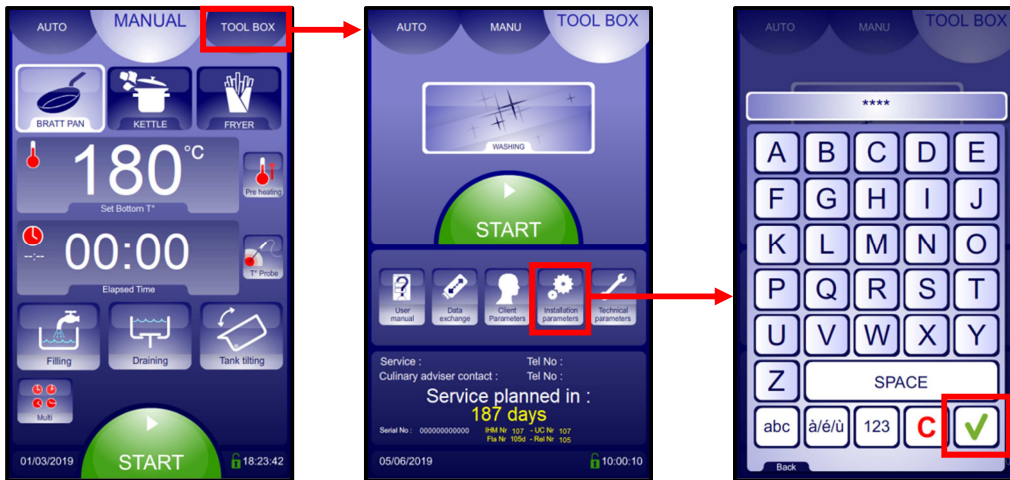 AUTO MANUAL TOOL BOX
BRATT PAN KETTLE FRYER
180°C
Set Bottom T°
Pre heating
00:00
--:--
Elapsed Time
T° Probe
Filling Draining Tank tilting
Multi
START
01/03/2019 18:23:42
AUTO MANU TOOL BOX
WASHING
START
User manual
Data exchange
Client Parameters
Installation parameters
Technical parameters
Service : Tel No :
Culinary adviser contact : Tel No :
Service planned in :
187 days
Serial No : 000000000000 IHM Nr 107 - UC Nr 107
Fla Nr 105d - Rel Nr 105
05/06/2019 10:00:10
AUTO MANU TOOL BOX
****
A B C D E
F G H I J
K L M N O
P Q R S T
U V W X Y
Z SPACE
abc à/é/ù 123 C
Back